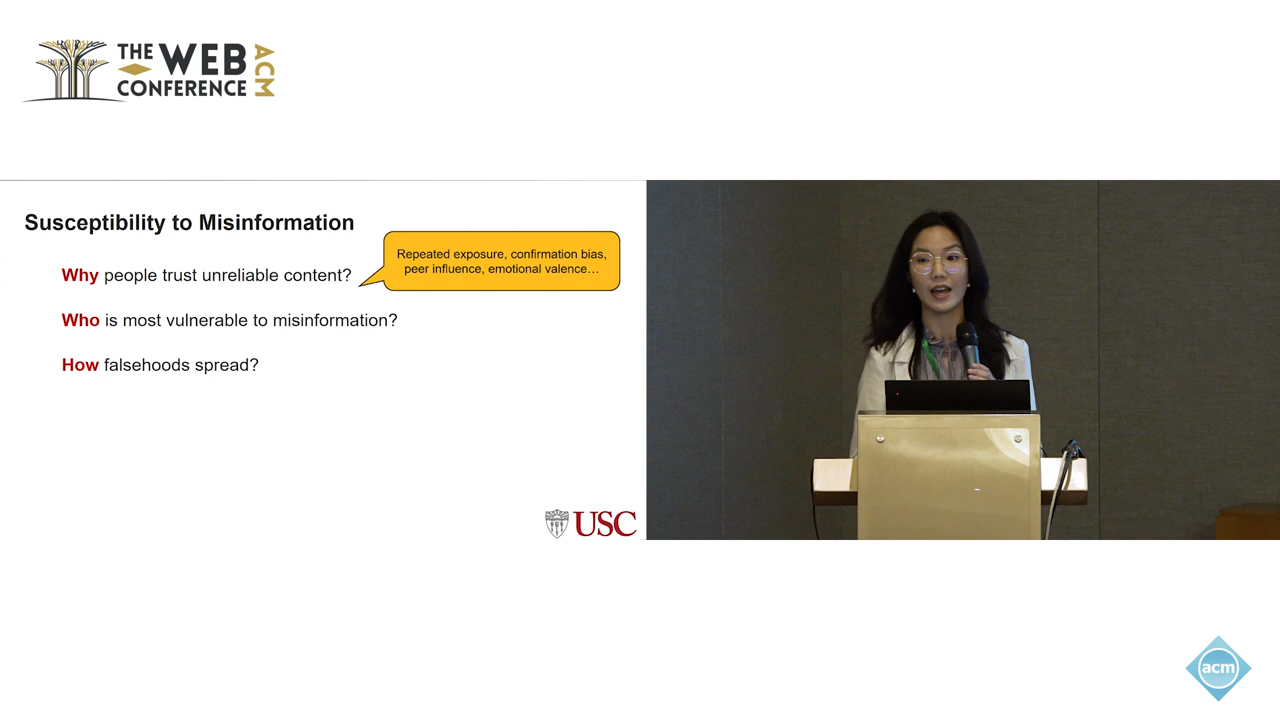 THE WEB
CONFERENCE
ACM
Susceptibility to Misinformation
Repeated exposure, confirmation bias,
peer influence, emotional valence…
Why people trust unreliable content?
Who is most vulnerable to misinformation?
How falsehoods spread?
USC
acm